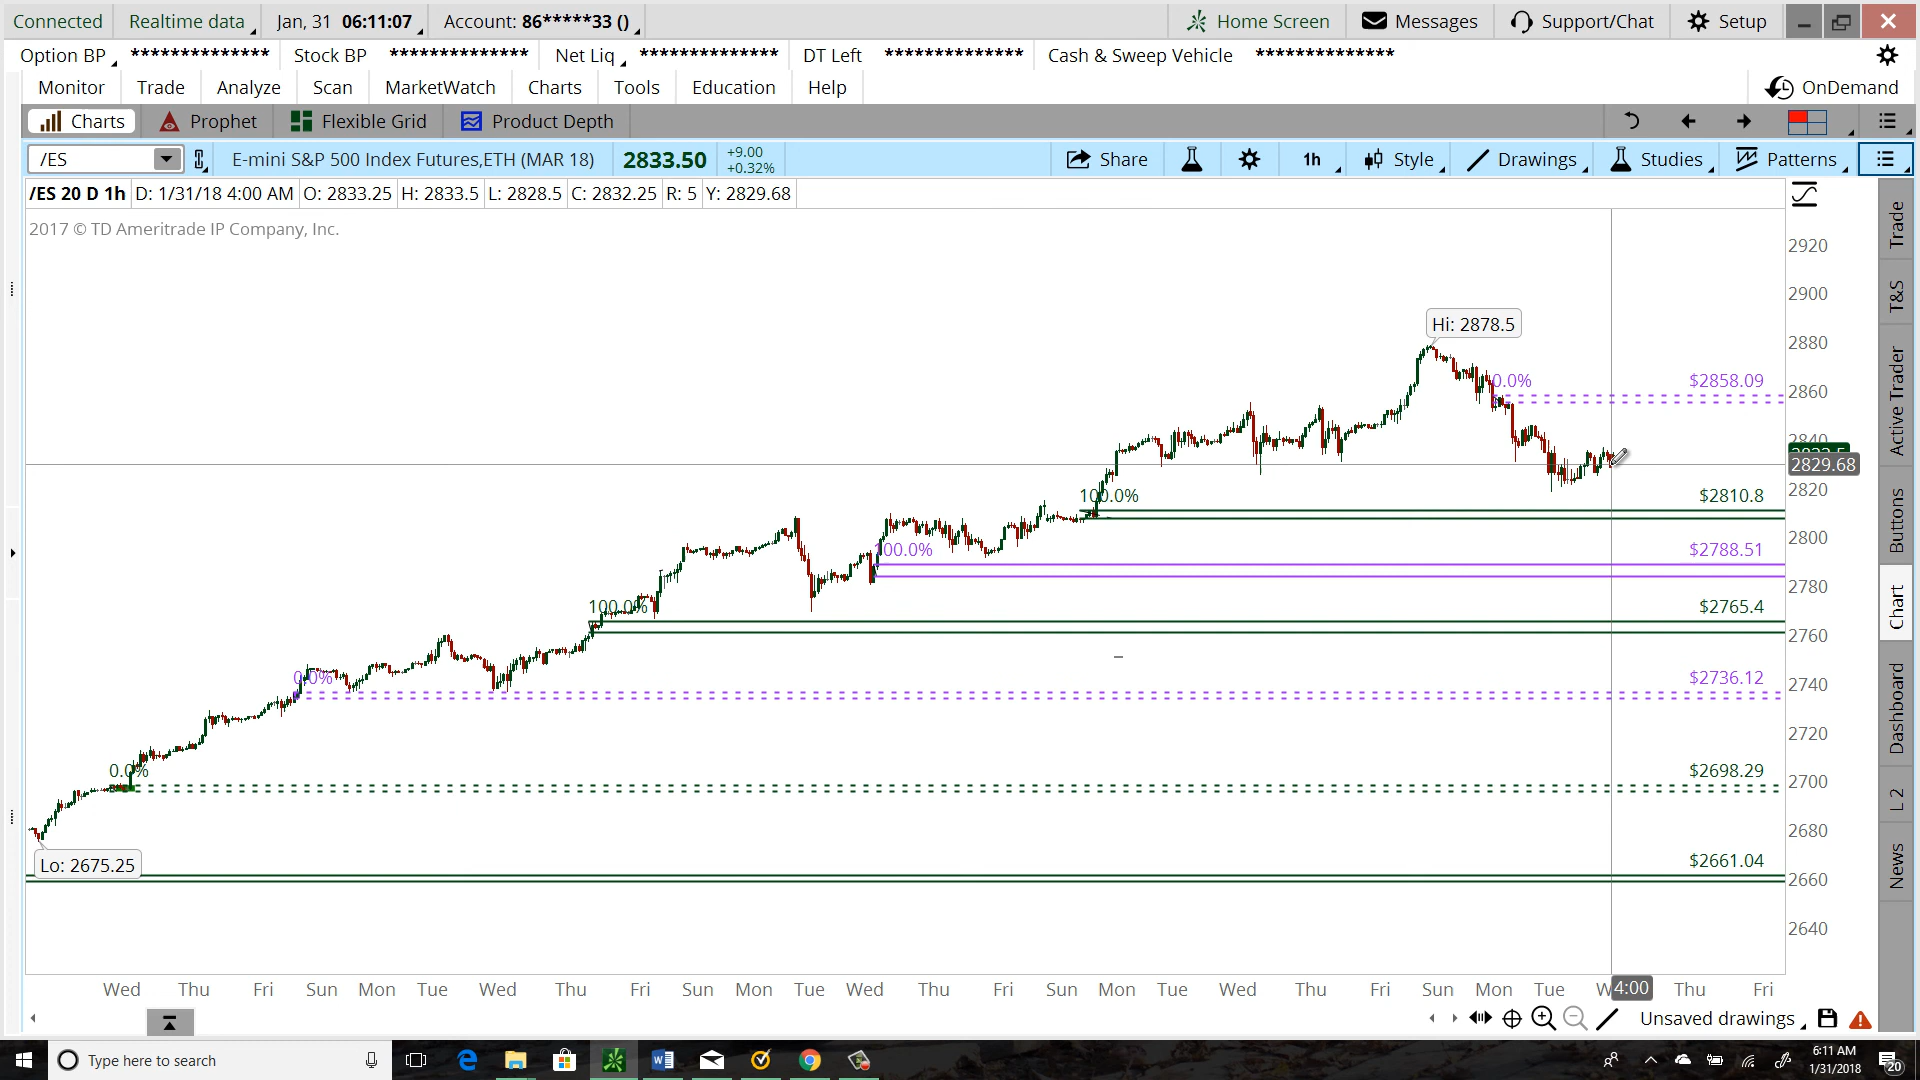 Connected Realtime data Jan, 31 06:11:07 Account: 86*****33 () Home Screen Messages Support/Chat Setup
Option BP ************** Stock BP ************** Net Liq ************** DT Left ************** Cash & Sweep Vehicle **************
Monitor Trade Analyze Scan MarketWatch Charts Tools Education Help OnDemand
Charts Prophet Flexible Grid Product Depth
/ES E-mini S&P 500 Index Futures,ETH (MAR 18) 2833.50 +9.00 +0.32% Share 1h Style Drawings Studies Patterns
/ES 20 D 1h D: 1/31/18 4:00 AM O: 2833.25 H: 2833.5 L: 2828.5 C: 2832.25 R: 5 Y: 2829.68
2017 © TD Ameritrade IP Company, Inc.
2920
2900
Hi: 2878.5
2880
0.0% $2858.09
2860
2840
2829.68
2820
100.0% $2810.8
2800
100.0% $2788.51
2780
100.0% $2765.4
2760
0.0% $2736.12
2740
2720
0.0% $2698.29
2700
2680
Lo: 2675.25
$2661.04
2660
2640
Wed Thu Fri Sun Mon Tue Wed Thu Fri Sun Mon Tue Wed Thu Fri Sun Mon Tue Wed Thu Fri Sun Mon Tue W 4:00 Thu Fri
Unsaved drawings
Trade
T&S
Active Trader
Buttons
Chart
Dashboard
L 2
News
Type here to search
6:11 AM
1/31/2018
20